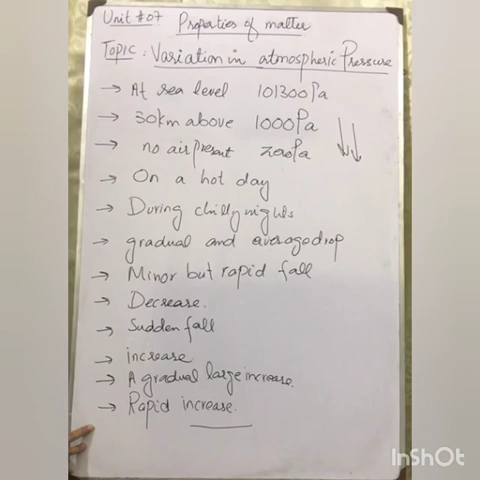 Unit #07 Properties of matter
Topic: Variation in atmospheric Pressure
→ At sea level 101300Pa
→ 30km above 1000Pa
→ no air present zeroPa
→ On a hot day
→ During chilly nights
→ gradual and average drop
→ Minor but rapid fall
→ Decrease.
→ Sudden fall
→ increase
→ A gradual large increase.
→ Rapid increase.
InShOt